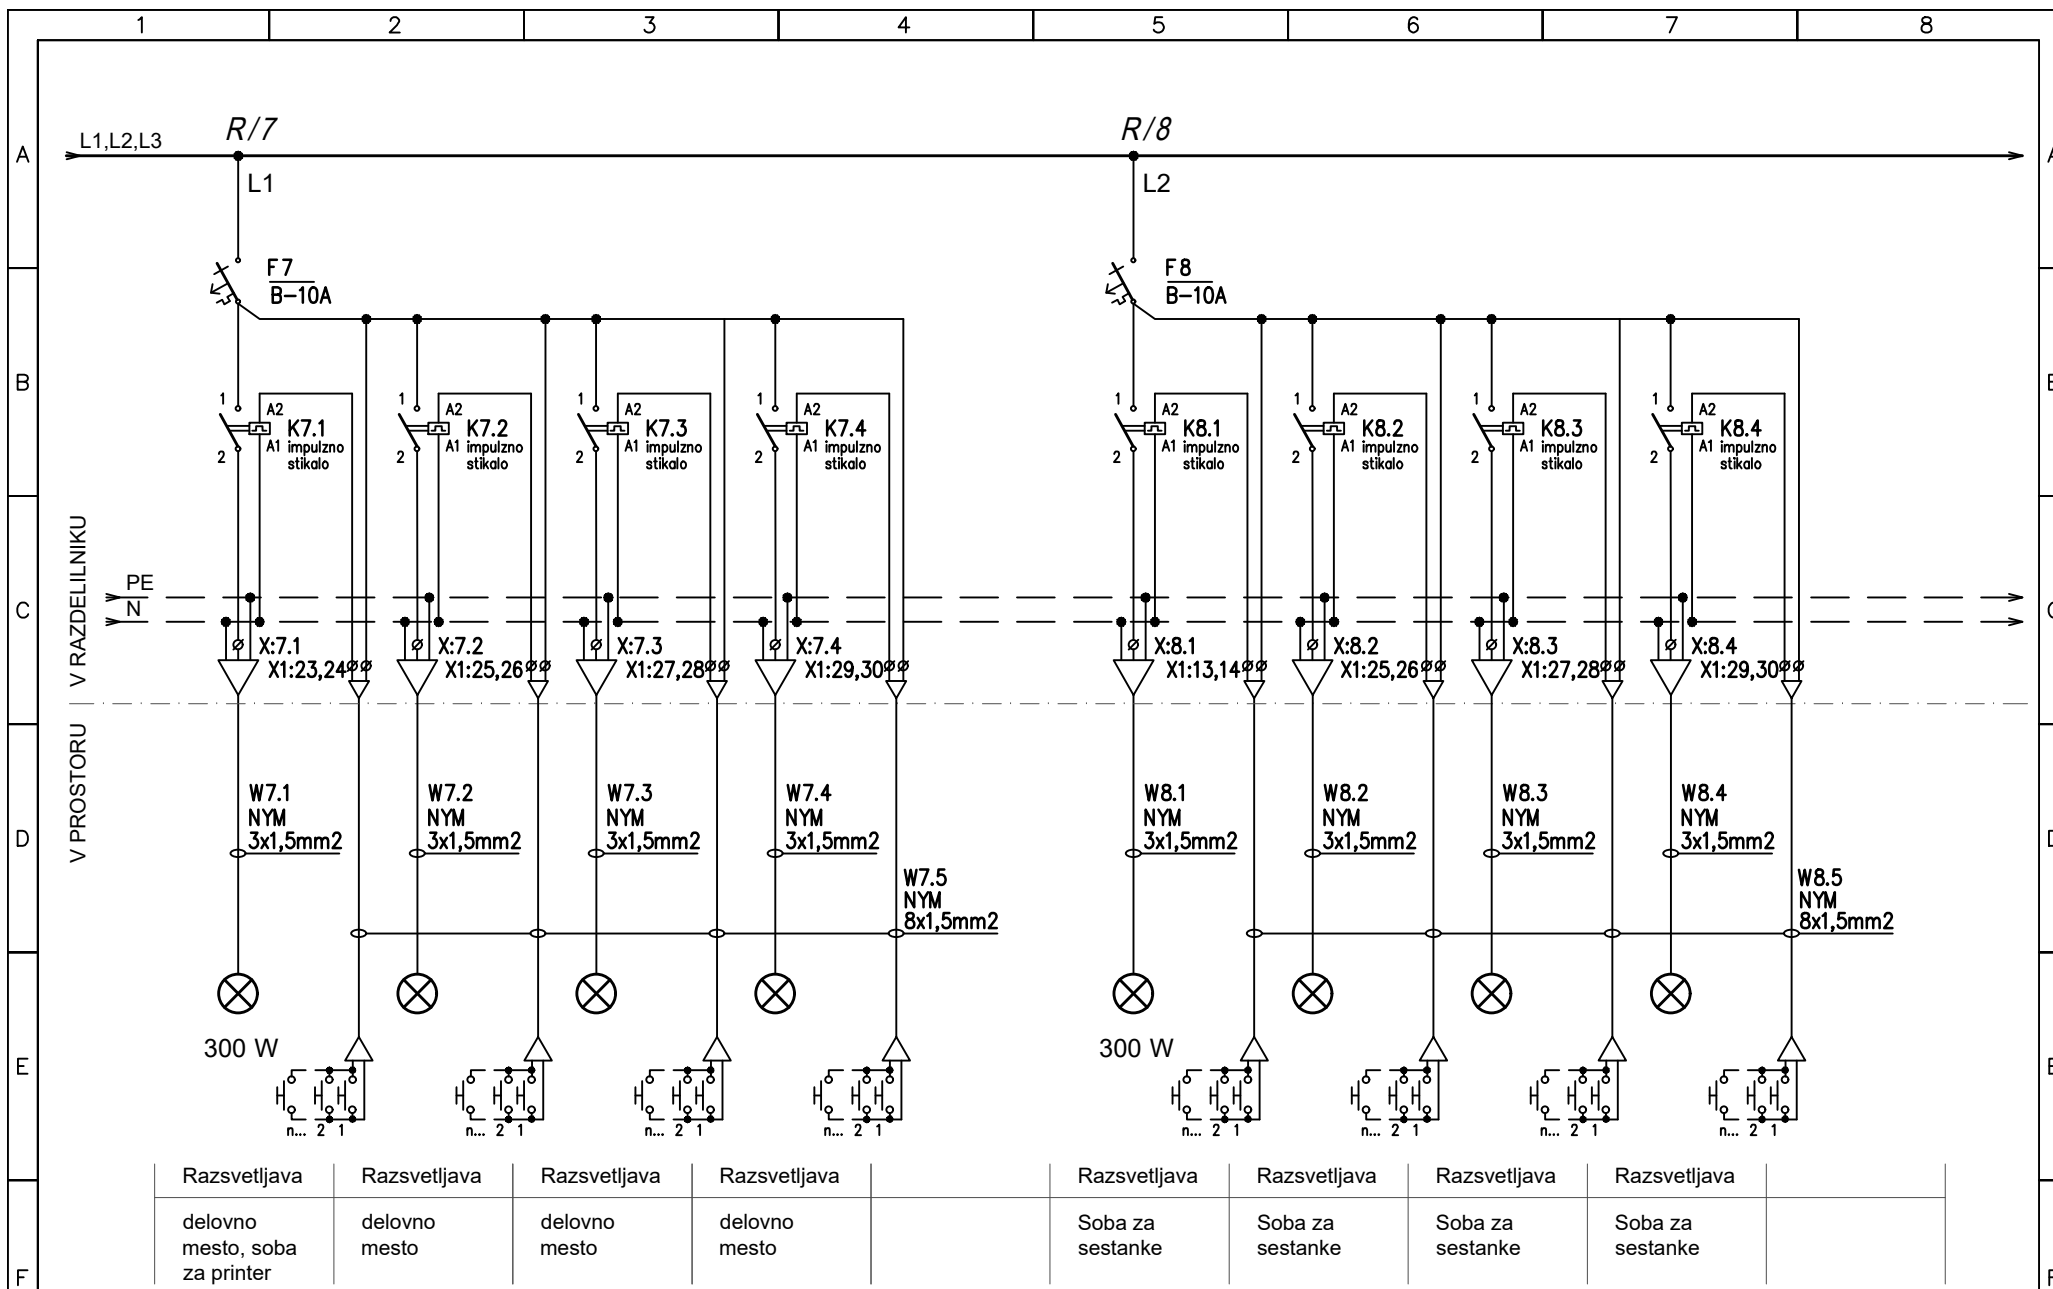 1 2 3 4 5 6 7 8
R/7 R/8
L1,L2,L3
A A
L1 L2
F7 F8
B-10A B-10A
B B
1 A2 1 A2 1 A2 1 A2 1 A2 1 A2 1 A2 1 A2
K7.1 K7.2 K7.3 K7.4 K8.1 K8.2 K8.3 K8.4
2 A1 impulzno 2 A1 impulzno 2 A1 impulzno 2 A1 impulzno 2 A1 impulzno 2 A1 impulzno 2 A1 impulzno 2 A1 impulzno
stikalo stikalo stikalo stikalo stikalo stikalo stikalo stikalo
V RAZDELILNIKU
PE
N
C C
X:7.1 X:7.2 X:7.3 X:7.4 X:8.1 X:8.2 X:8.3 X:8.4
X1:23,24 X1:25,26 X1:27,28 X1:29,30 X1:13,14 X1:25,26 X1:27,28 X1:29,30
V PROSTORU
W7.1 W7.2 W7.3 W7.4 W8.1 W8.2 W8.3 W8.4
NYM NYM NYM NYM NYM NYM NYM NYM
3x1,5mm2 3x1,5mm2 3x1,5mm2 3x1,5mm2 3x1,5mm2 3x1,5mm2 3x1,5mm2 3x1,5mm2
D D
W7.5 W8.5
NYM NYM
8x1,5mm2 8x1,5mm2
300 W 300 W
E E
n... 2 1 n... 2 1 n... 2 1 n... 2 1 n... 2 1 n... 2 1 n... 2 1 n... 2 1
Razsvetljava Razsvetljava Razsvetljava Razsvetljava Razsvetljava Razsvetljava Razsvetljava Razsvetljava
delovno delovno delovno delovno Soba za Soba za Soba za Soba za
mesto, soba mesto mesto mesto sestanke sestanke sestanke sestanke
za printer
F F